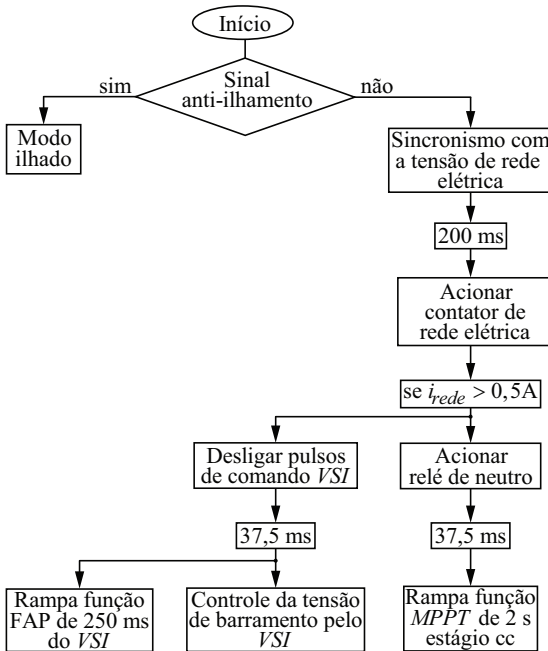 Início
sim
Sinal
anti-ilhamento
não
Modo
ilhado
Sincronismo com
a tensão de rede
elétrica
200 ms
Acionar
contator de
rede elétrica
se i_rede > 0,5A
Desligar pulsos
de comando VSI
Acionar
relé de neutro
37,5 ms
37,5 ms
Rampa função
FAP de 250 ms
do VSI
Controle da tensão
de barramento pelo
VSI
Rampa função
MPPT de 2 s
estágio cc